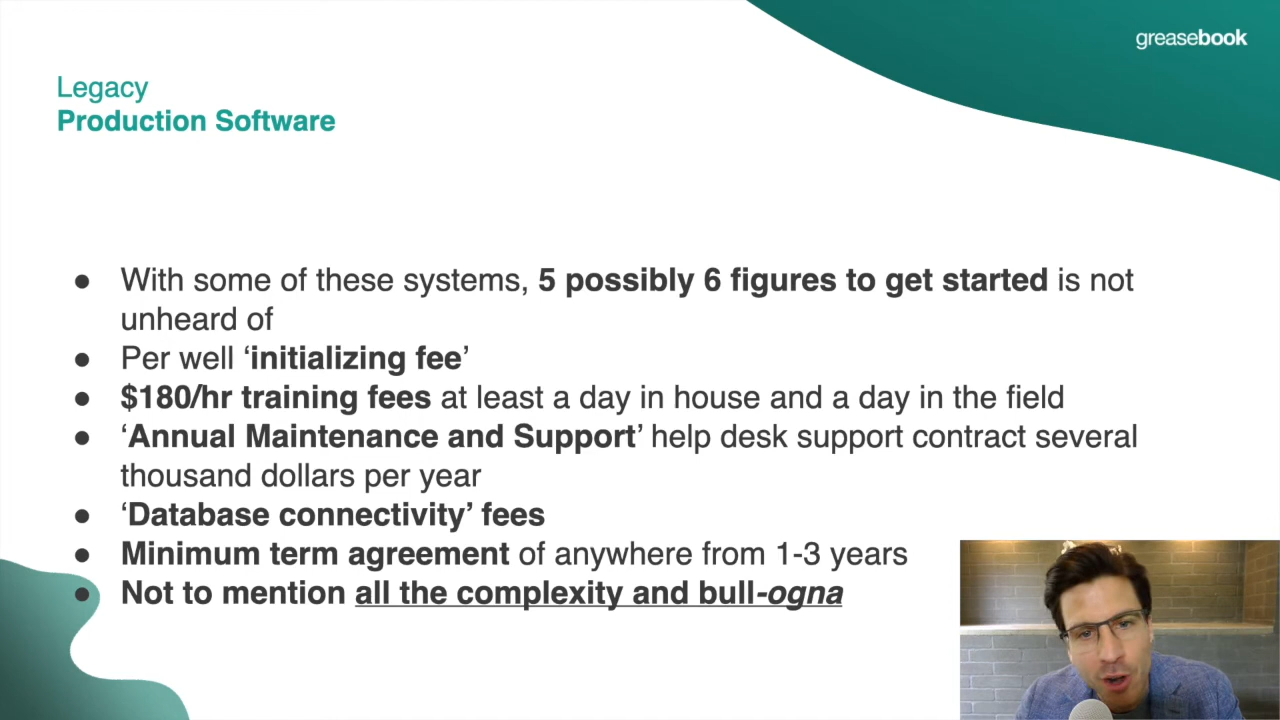 greasebook
Legacy
Production Software
● With some of these systems, 5 possibly 6 figures to get started is not
unheard of
● Per well ‘initializing fee’
● $180/hr training fees at least a day in house and a day in the field
● ‘Annual Maintenance and Support’ help desk support contract several
thousand dollars per year
● ‘Database connectivity’ fees
● Minimum term agreement of anywhere from 1-3 years
● Not to mention all the complexity and bull-ogna